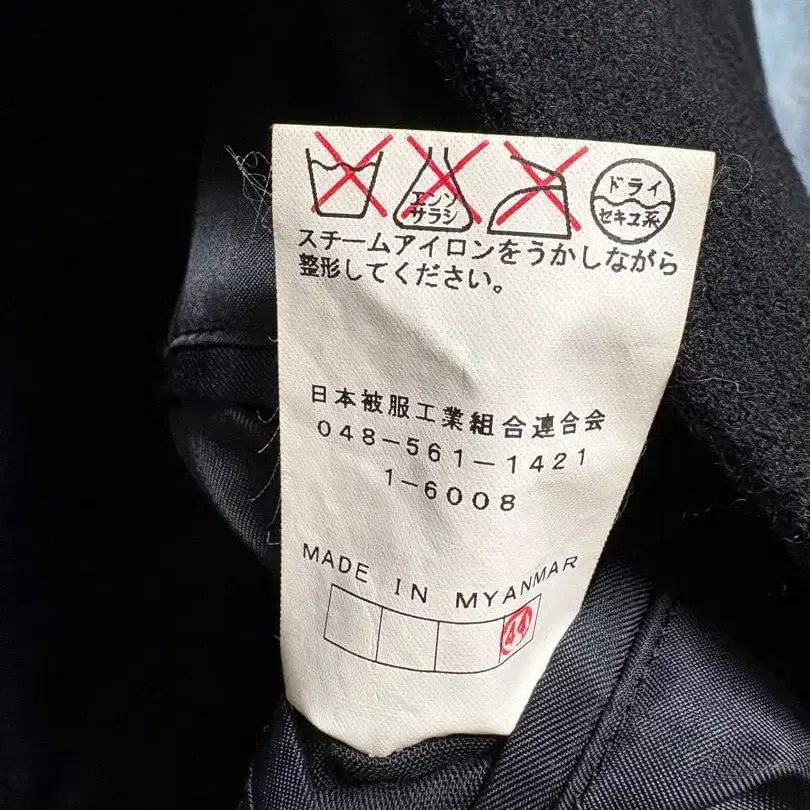 エンソ
サラシ
ドライ
セキユ系
スチームアイロンをうかしながら
整形してください。
日本被服工業組合連合会
048-561-1421
1-6008
MADE IN MYANMAR
44